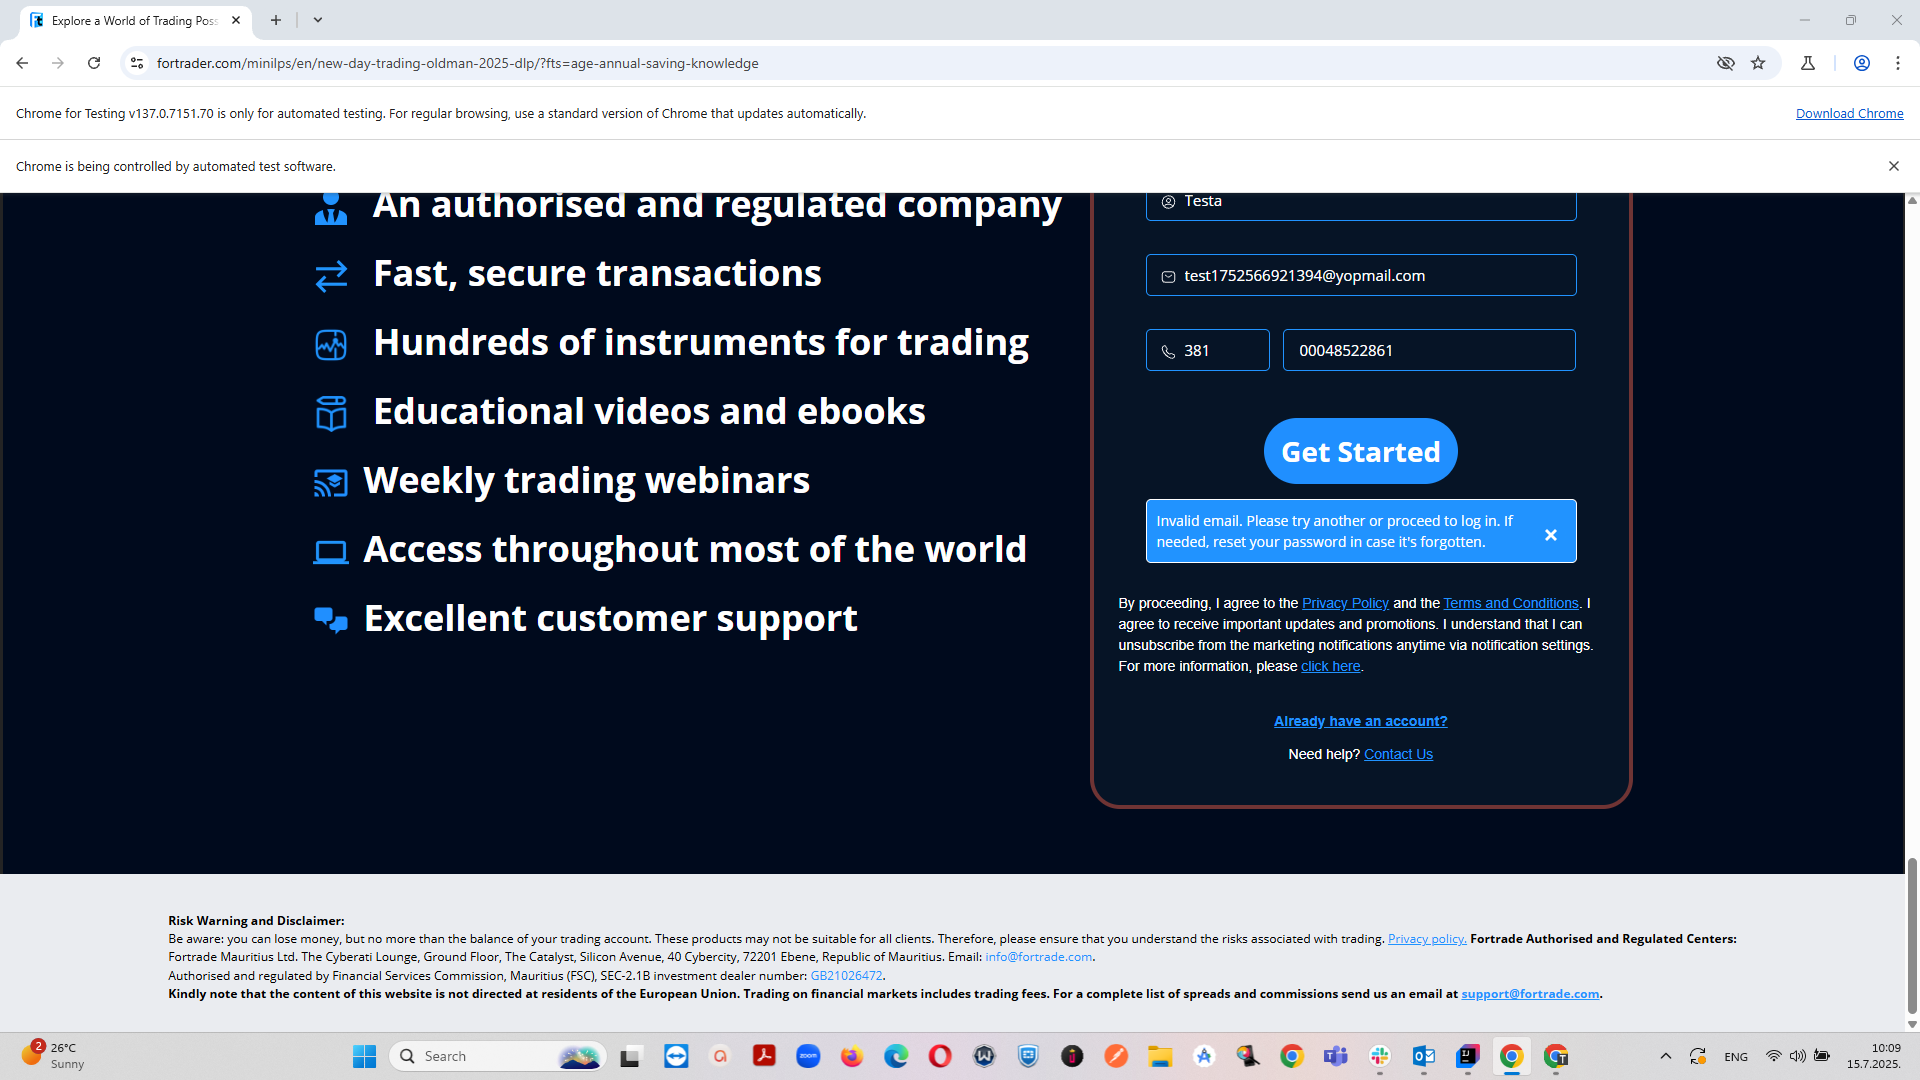 Explore a World of Trading Poss
fortrader.com/minilps/en/new-day-trading-oldman-2025-dlp/?fts=age-annual-saving-knowledge
Chrome for Testing v137.0.7151.70 is only for automated testing. For regular browsing, use a standard version of Chrome that updates automatically.
Download Chrome
Chrome is being controlled by automated test software.
An authorised and regulated company
Fast, secure transactions
Hundreds of instruments for trading
Educational videos and ebooks
Weekly trading webinars
Access throughout most of the world
Excellent customer support
Testa
test1752566921394@yopmail.com
381
00048522861
Get Started
Invalid email. Please try another or proceed to log in. If
needed, reset your password in case it's forgotten.
By proceeding, I agree to the Privacy Policy and the Terms and Conditions. I
agree to receive important updates and promotions. I understand that I can
unsubscribe from the marketing notifications anytime via notification settings.
For more information, please click here.
Already have an account?
Need help? Contact Us
Risk Warning and Disclaimer:
Be aware: you can lose money, but no more than the balance of your trading account. These products may not be suitable for all clients. Therefore, please ensure that you understand the risks associated with trading. Privacy policy. Fortrade Authorised and Regulated Centers:
Fortrade Mauritius Ltd. The Cyberati Lounge, Ground Floor, The Catalyst, Silicon Avenue, 40 Cybercity, 72201 Ebene, Republic of Mauritius. Email: info@fortrade.com.
Authorised and regulated by Financial Services Commission, Mauritius (FSC), SEC-2.1B investment dealer number: GB21026472.
Kindly note that the content of this website is not directed at residents of the European Union. Trading on financial markets includes trading fees. For a complete list of spreads and commissions send us an email at support@fortrade.com.
2
26°C
Sunny
Search
zoom
ENG
10:09
15.7.2025.